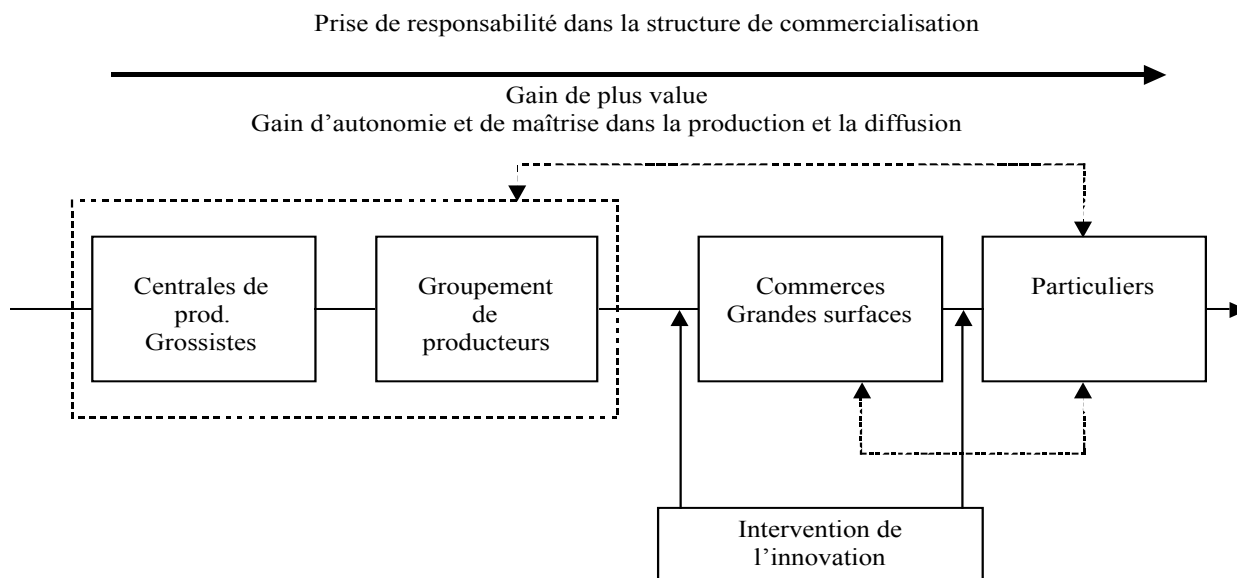 Prise de responsabilité dans la structure de commercialisation
Gain de plus value
Gain d'autonomie et de maîtrise dans la production et la diffusion
Centrales de
prod.
Grossistes
Groupement
de
producteurs
Commerces
Grandes surfaces
Particuliers
Intervention de
l'innovation